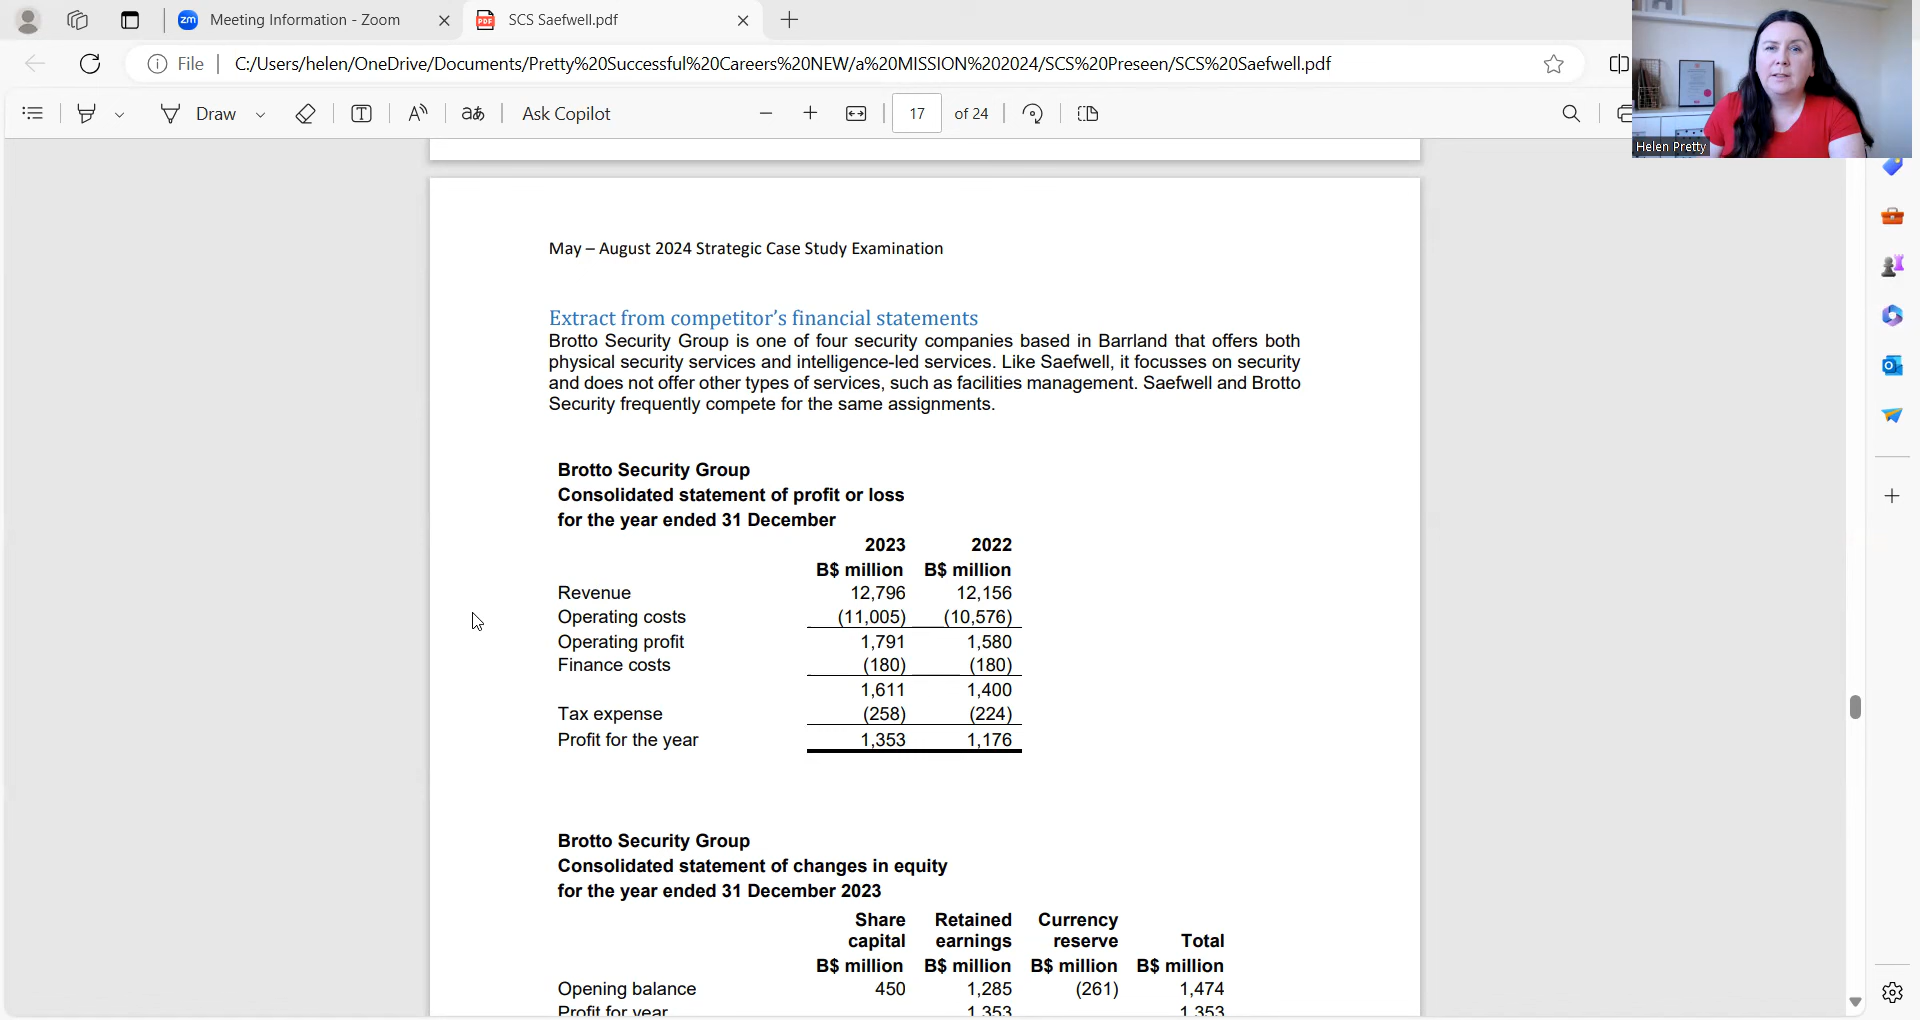 Meeting Information - Zoom
SCS Saefwell.pdf
File
C:/Users/helen/OneDrive/Documents/Pretty%20Successful%20Careers%20NEW/a%20MISSION%202024/SCS%20Preseen/SCS%20Saefwell.pdf
Draw
Ask Copilot
17 of 24
Helen Pretty
May – August 2024 Strategic Case Study Examination
Extract from competitor’s financial statements
Brotto Security Group is one of four security companies based in Barrland that offers both
physical security services and intelligence-led services. Like Saefwell, it focusses on security
and does not offer other types of services, such as facilities management. Saefwell and Brotto
Security frequently compete for the same assignments.
Brotto Security Group
Consolidated statement of profit or loss
for the year ended 31 December
2023 2022
B$ million B$ million
Revenue 12,796 12,156
Operating costs (11,005) (10,576)
Operating profit 1,791 1,580
Finance costs (180) (180)
1,611 1,400
Tax expense (258) (224)
Profit for the year 1,353 1,176
Brotto Security Group
Consolidated statement of changes in equity
for the year ended 31 December 2023
Share Retained Currency
capital earnings reserve Total
B$ million B$ million B$ million B$ million
Opening balance 450 1,285 (261) 1,474
Profit for year 1,353 1,353